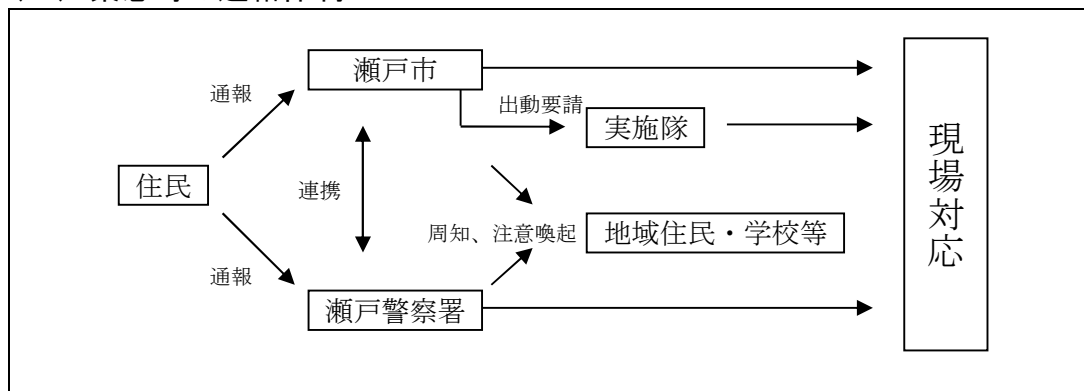 瀬戸市
通報
出動要請
実施隊
住民
連携
周知、注意喚起
地域住民・学校等
通報
瀬戸警察署
現場対応